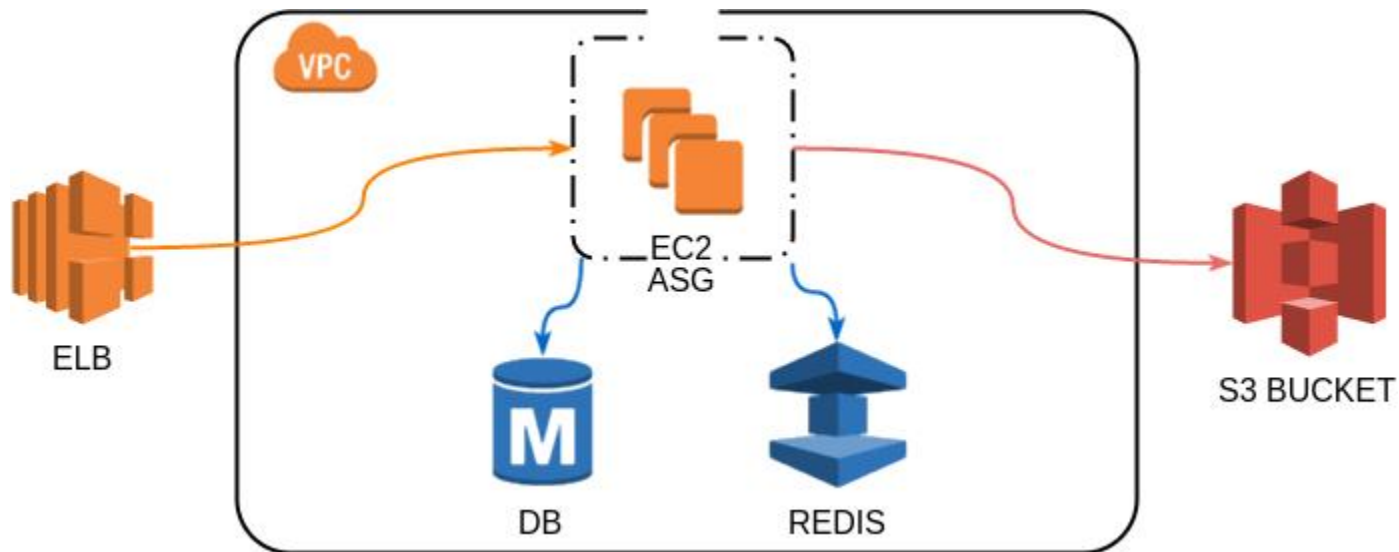 VPC
EC2
ASG
ELB
S3 BUCKET
M
DB
REDIS